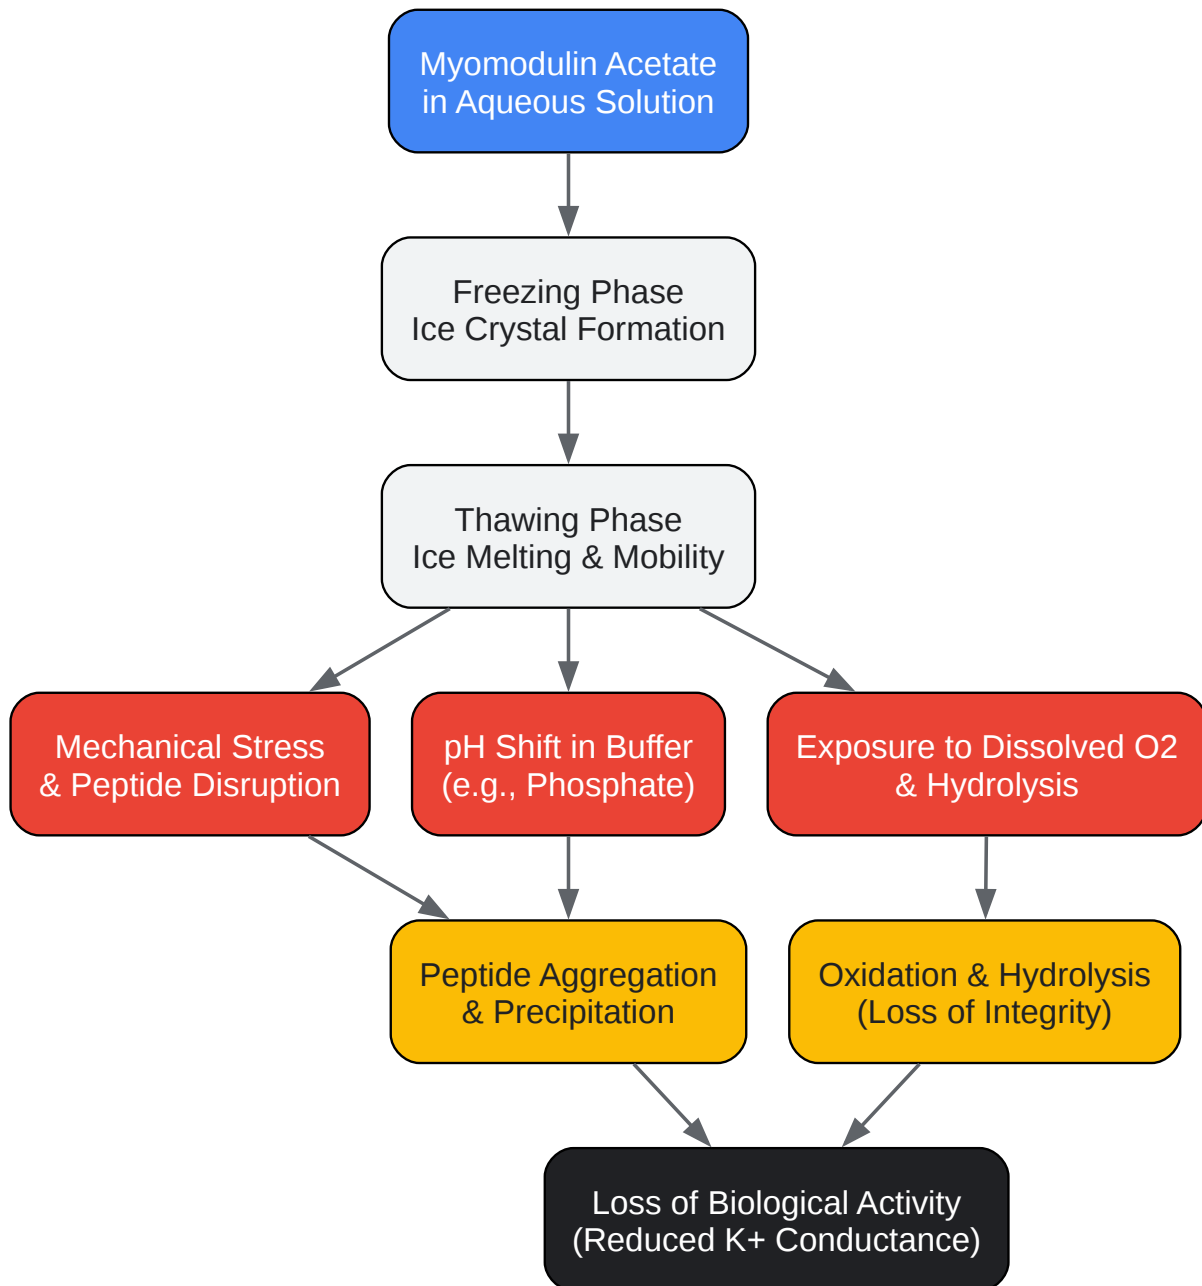 Myomodulin Acetate
in Aqueous Solution
Freezing Phase
Ice Crystal Formation
Thawing Phase
Ice Melting & Mobility
Mechanical Stress
& Peptide Disruption
pH Shift in Buffer
(e.g., Phosphate)
Exposure to Dissolved O2
& Hydrolysis
Peptide Aggregation
& Precipitation
Oxidation & Hydrolysis
(Loss of Integrity)
Loss of Biological Activity
(Reduced K+ Conductance)